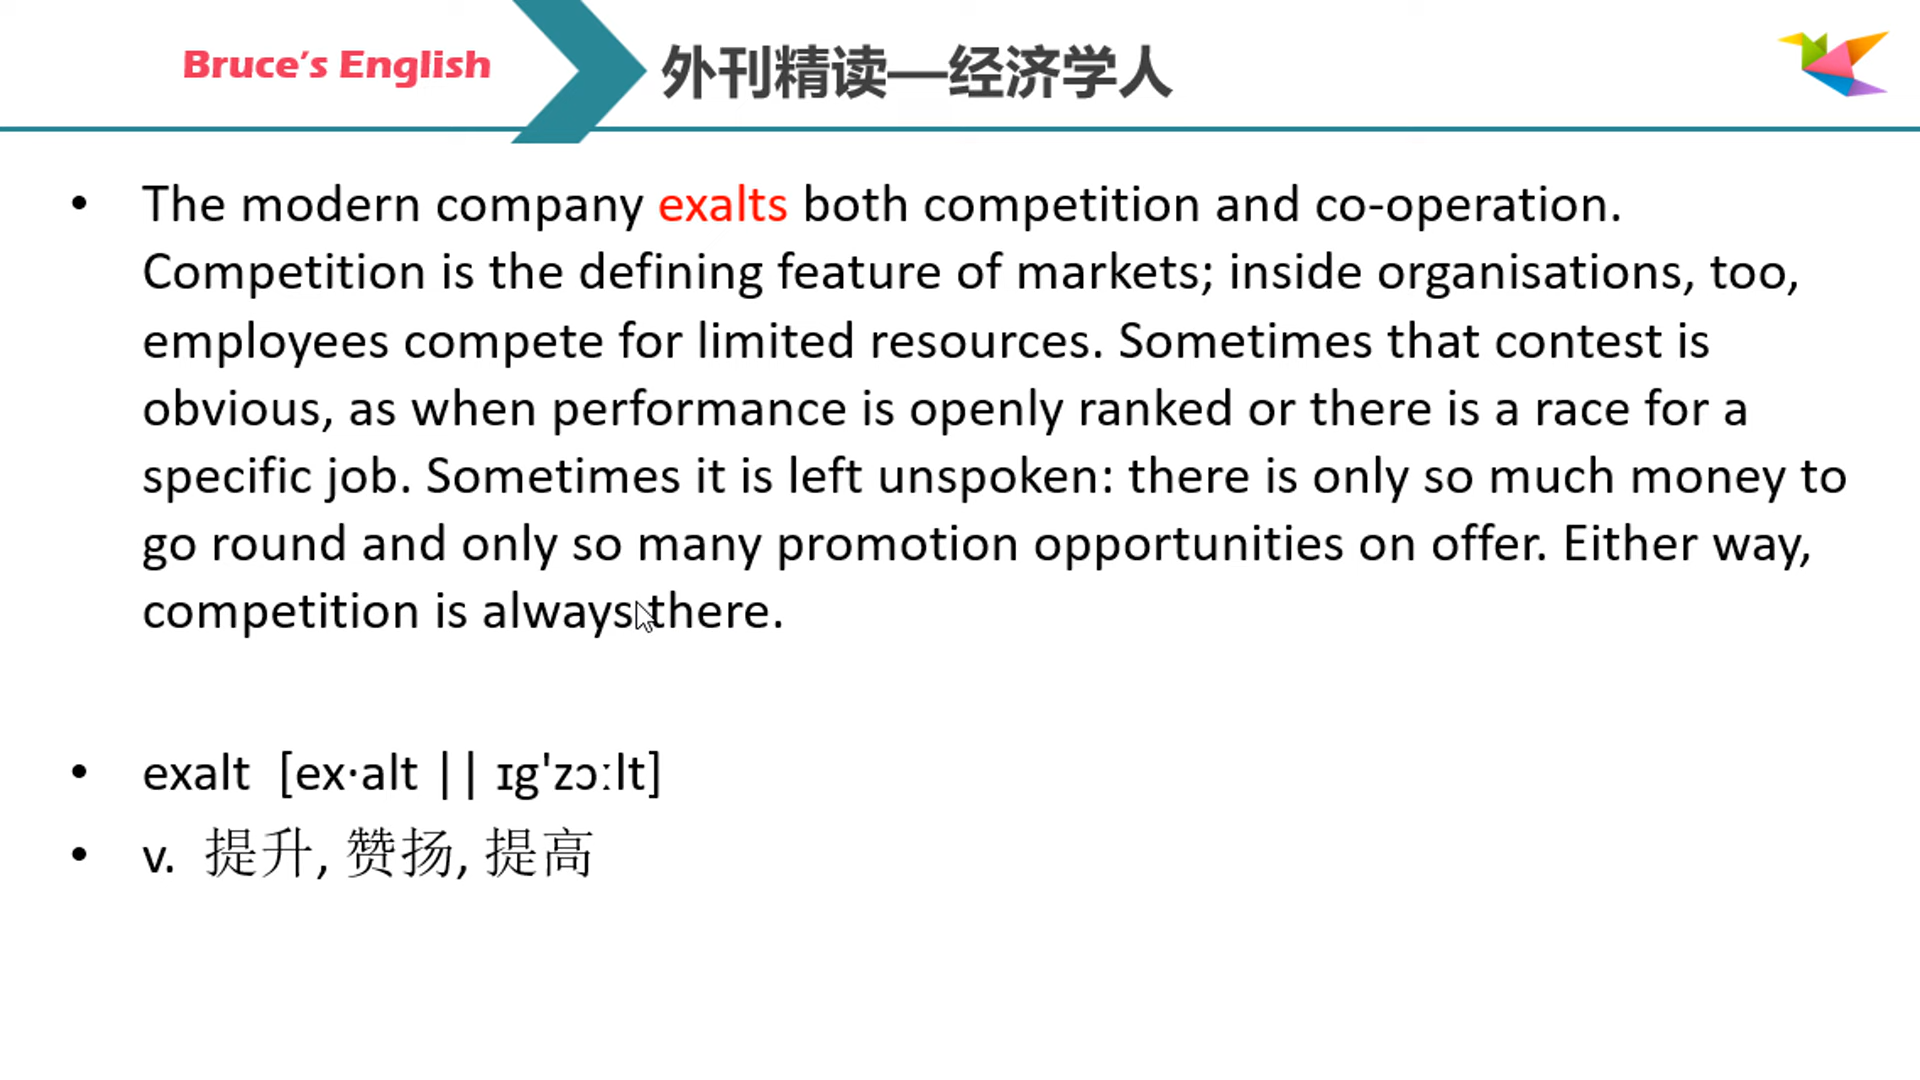 Bruce's English
外刊精读—经济学人
• The modern company exalts both competition and co-operation.
Competition is the defining feature of markets; inside organisations, too,
employees compete for limited resources. Sometimes that contest is
obvious, as when performance is openly ranked or there is a race for a
specific job. Sometimes it is left unspoken: there is only so much money to
go round and only so many promotion opportunities on offer. Either way,
competition is always there.
• exalt [ex·alt || ɪg'zɔːlt]
• v. 提升, 赞扬, 提高